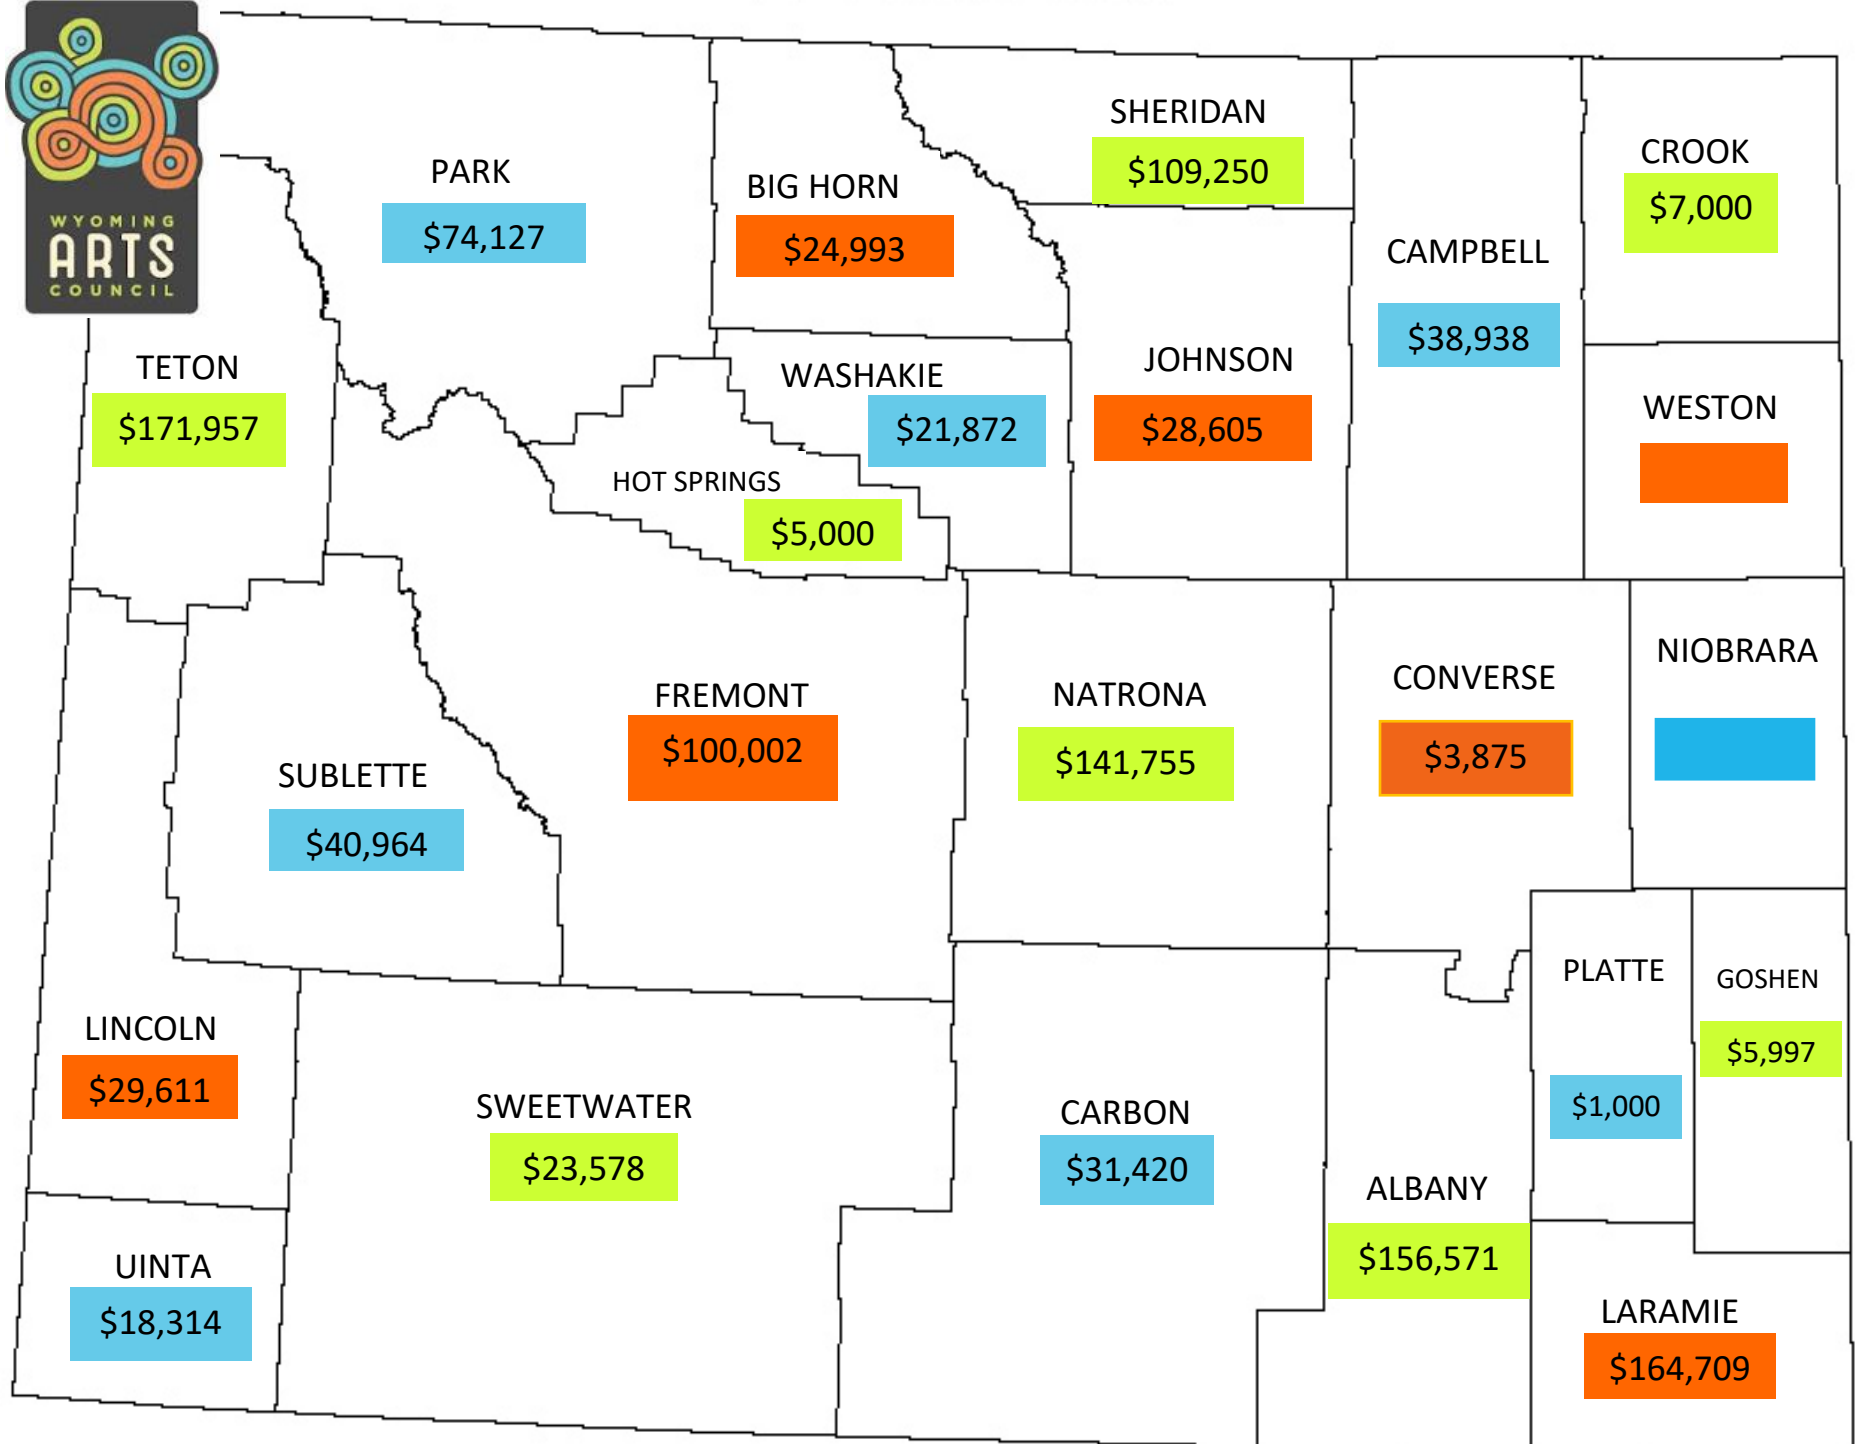 WYOMING
ARTS
COUNCIL
PARK
$74,127
BIG HORN
$24,993
SHERIDAN
$109,250
CAMPBELL
$38,938
CROOK
$7,000
TETON
$171,957
WASHAKIE
$21,872
HOT SPRINGS
$5,000
JOHNSON
$28,605
WESTON
SUBLETTE
$40,964
FREMONT
$100,002
NATRONA
$141,755
CONVERSE
$3,875
NIOBRARA
LINCOLN
$29,611
SWEETWATER
$23,578
CARBON
$31,420
ALBANY
$156,571
PLATTE
$1,000
GOSHEN
$5,997
UINTA
$18,314
LARAMIE
$164,709